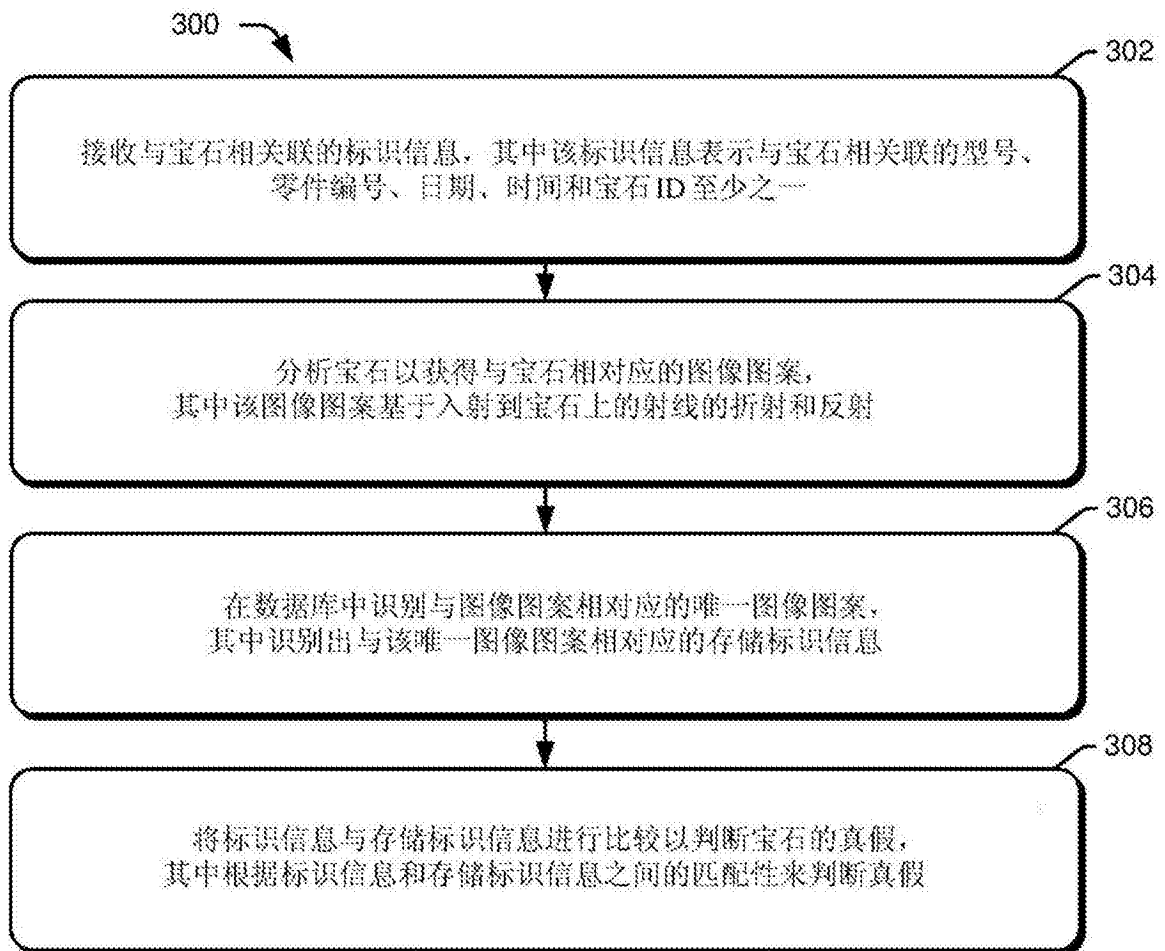 300
302
接收与宝石相关联的标识信息，其中该标识信息表示与宝石相关联的型号、
零件编号、日期、时间和宝石ID至少之一
304
分析宝石以获得与宝石相对应的图像图案，
其中该图像图案基于入射到宝石上的射线的折射和反射
306
在数据库中识别与图像图案相对应的唯一图像图案，
其中识别出与该唯一图像图案相对应的存储标识信息
308
将标识信息与存储标识信息进行比较以判断宝石的真假，
其中根据标识信息和存储标识信息之间的匹配性来判断真假